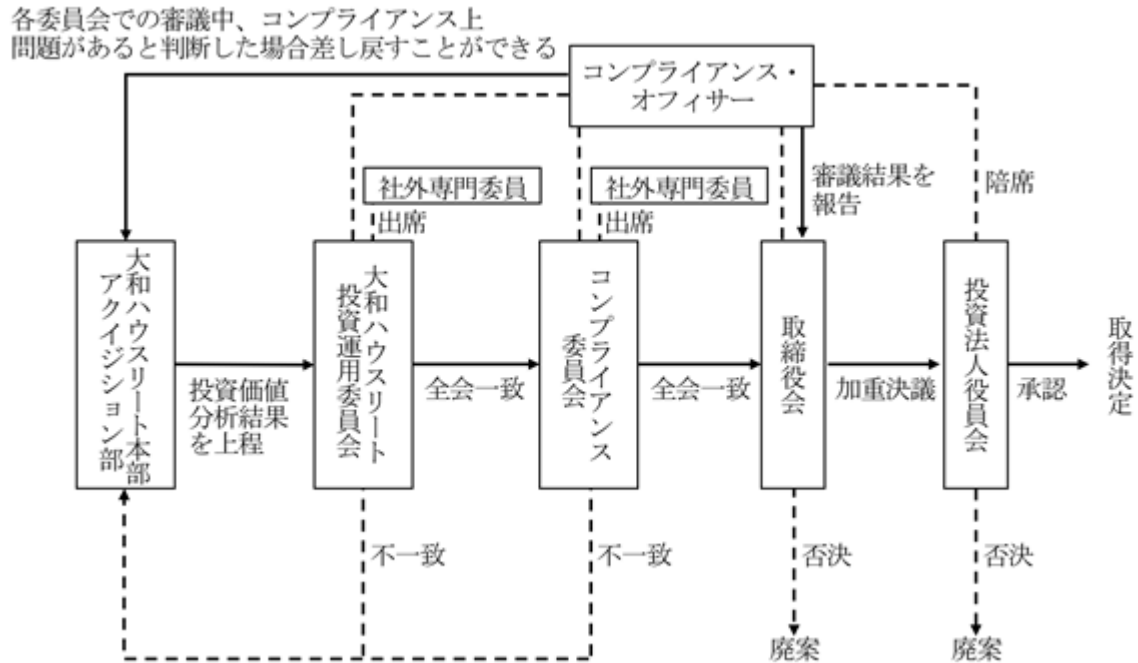 各委員会での審議中、コンプライアンス上
問題があると判断した場合差し戻すことができる
コンプライアンス・
オフィサー
社外専門委員
出席
社外専門委員
出席
審議結果を
報告
陪席
大和ハウスリート本部
アクイジション部
投資価値
分析結果
を上程
大和ハウスリート
投資運用委員会
全会一致
コンプライアンス
委員会
全会一致
取締役会
加重決議
投資法人役員会
承認
取得決定
不一致
不一致
否決
否決
廃案
廃案